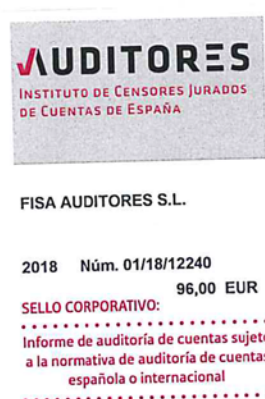 AUDITORES
INSTITUTO DE CENSORES JURADOS
DE CUENTAS DE ESPAÑA
FISA AUDITORES S.L.
2018 Núm. 01/18/12240
96,00 EUR
SELLO CORPORATIVO:
Informe de auditoría de cuentas sujeto
a la normativa de auditoría de cuentas
española o internacional